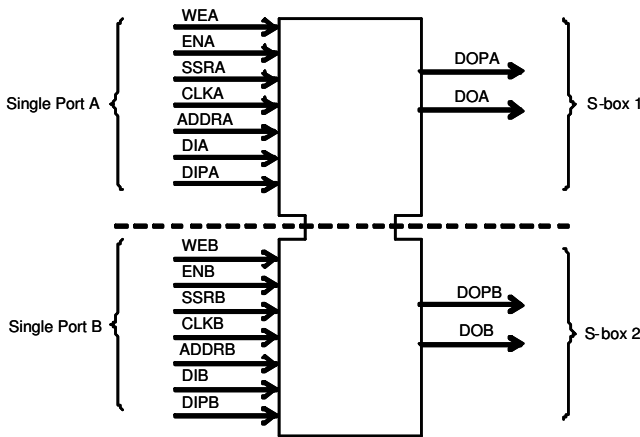 WEA
ENA
SSRA
CLKA
ADDRA
DIA
DIPA
Single Port A
DOPA
DOA
S-box 1
WEB
ENB
SSRB
CLKB
ADDRB
DIB
DIPB
Single Port B
DOPB
DOB
S-box 2